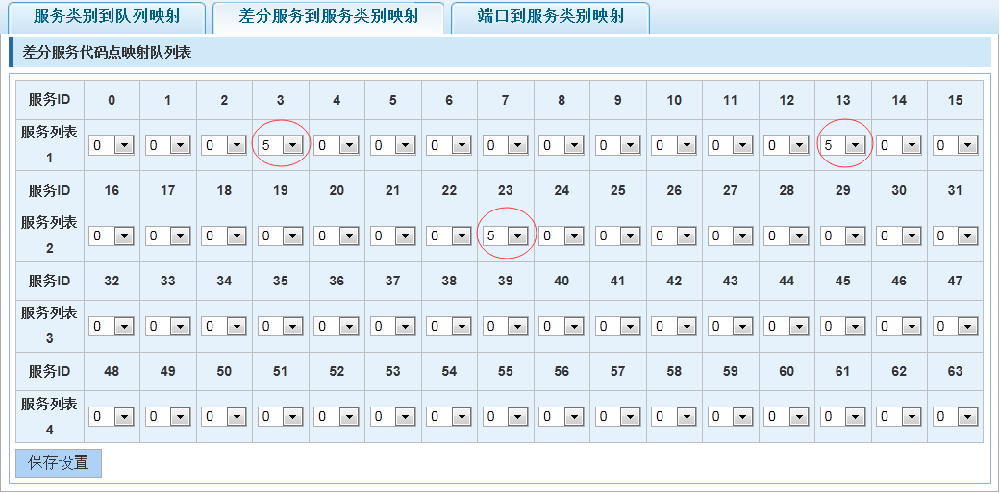 服务类别到队列映射 差分服务到服务类别映射 端口到服务类别映射
差分服务代码点映射队列表
服务ID 0 1 2 3 4 5 6 7 8 9 10 11 12 13 14 15
服务列表 1 0 0 0 5 0 0 0 0 0 0 0 0 0 5 0 0
服务ID 16 17 18 19 20 21 22 23 24 25 26 27 28 29 30 31
服务列表 2 0 0 0 0 0 0 0 5 0 0 0 0 0 0 0 0
服务ID 32 33 34 35 36 37 38 39 40 41 42 43 44 45 46 47
服务列表 3 0 0 0 0 0 0 0 0 0 0 0 0 0 0 0 0
服务ID 48 49 50 51 52 53 54 55 56 57 58 59 60 61 62 63
服务列表 4 0 0 0 0 0 0 0 0 0 0 0 0 0 0 0 0
保存设置